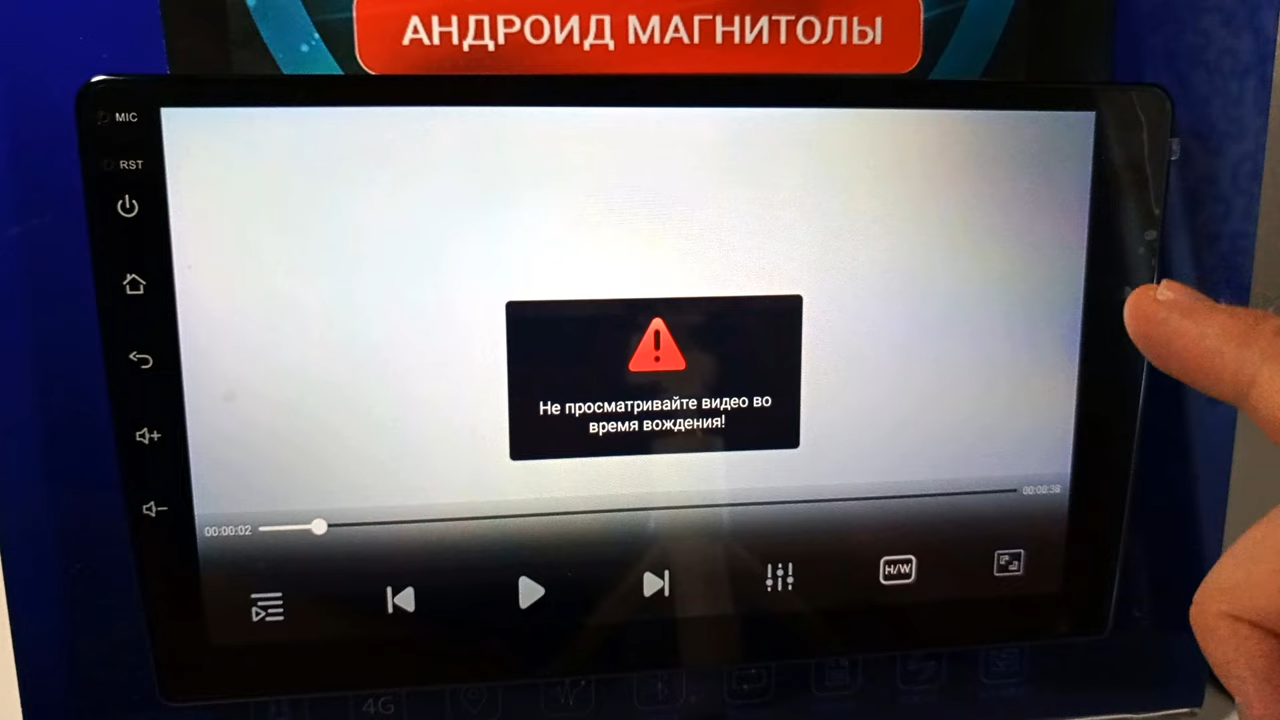 АНДРОИД МАГНИТОЛЫ
MIC
RST
Не просматривайте видео во
время вождения!
00:00:02
00:00:38
H/W
4G